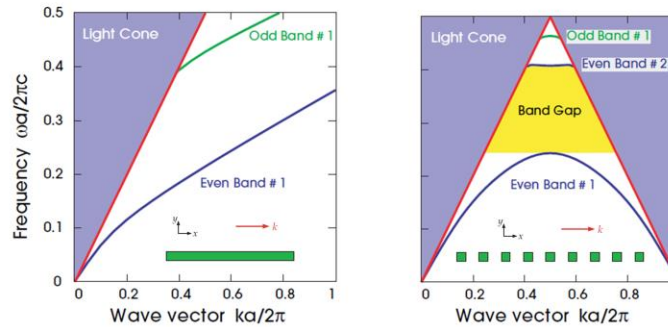 Light Cone
Odd Band # 1
Even Band # 1
Frequency ωa/2πc
0.5
0.4
0.3
0.2
0.1
0
y
x
k
0 0.2 0.4 0.6 0.8 1
Wave vector ka/2π
Light Cone
Odd Band # 1
Even Band # 2
Band Gap
Even Band # 1
y
x
k
0 0.2 0.4 0.6 0.8
Wave vector ka/2π